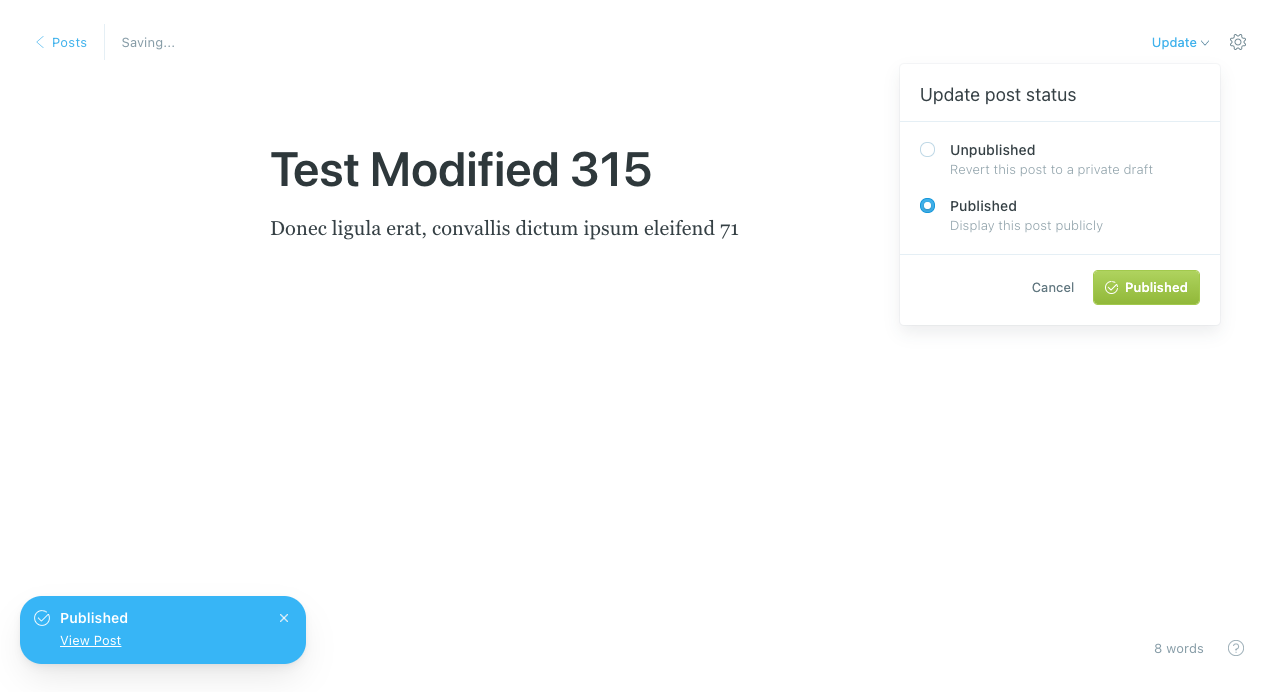 Posts
Saving...
Update
Update post status
Unpublished
Revert this post to a private draft
Published
Display this post publicly
Cancel
Published
Test Modified 315
Donec ligula erat, convallis dictum ipsum eleifend 71
Published
View Post
8 words
?